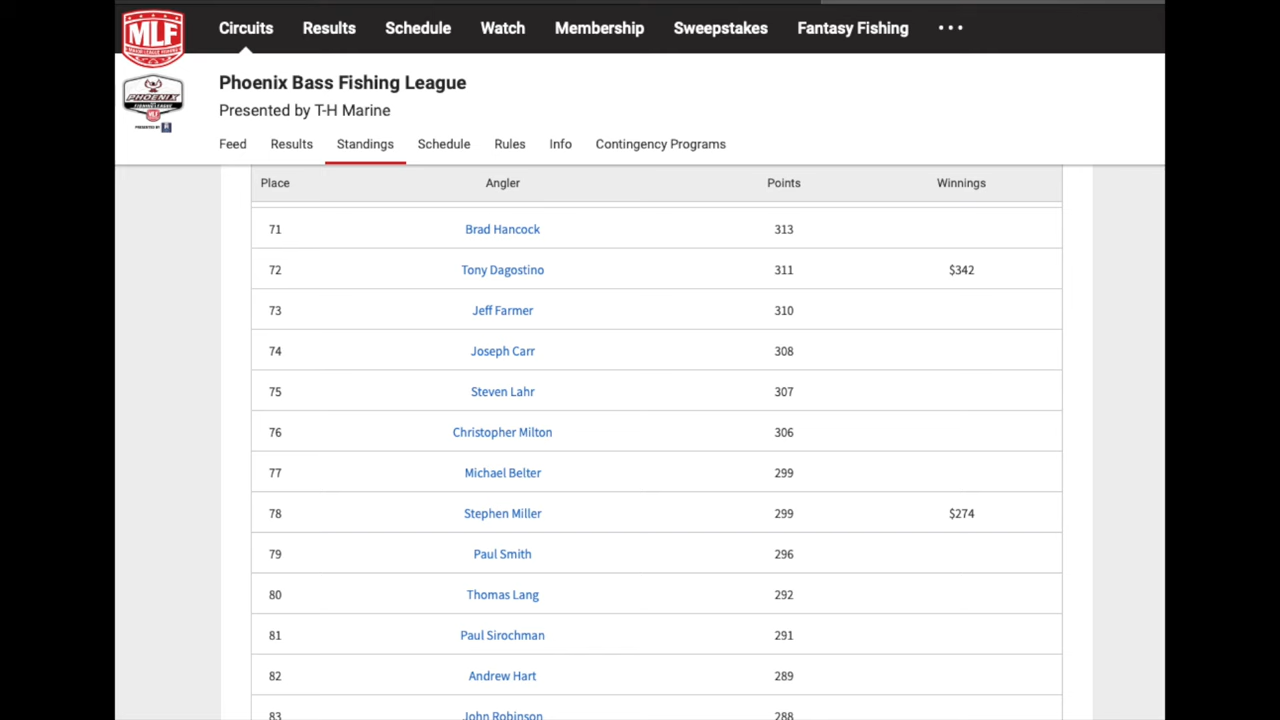 MLF
Circuits Results Schedule Watch Membership Sweepstakes Fantasy Fishing
PHOENIX
PRESENTED BY
Phoenix Bass Fishing League
Presented by T-H Marine
Feed Results Standings Schedule Rules Info Contingency Programs
Place Angler Points Winnings
71 Brad Hancock 313
72 Tony Dagostino 311 $342
73 Jeff Farmer 310
74 Joseph Carr 308
75 Steven Lahr 307
76 Christopher Milton 306
77 Michael Belter 299
78 Stephen Miller 299 $274
79 Paul Smith 296
80 Thomas Lang 292
81 Paul Sirochman 291
82 Andrew Hart 289
83 John Robinson 288